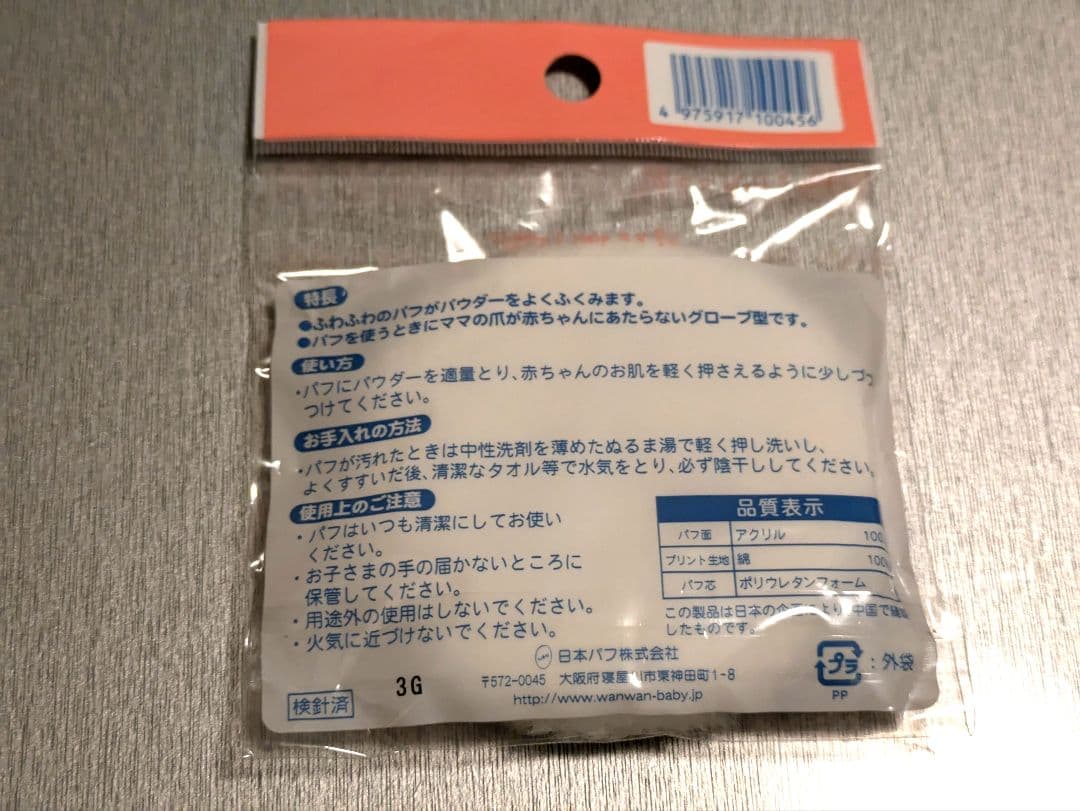 4 975917 100456
特長
●ふわふわのパフがパウダーをよくふくみます。
●パフを使うときにママの爪が赤ちゃんにあたらないグローブ型です。
使い方
・パフにパウダーを適量とり、赤ちゃんのお肌を軽く押さえるように少しづつ
つけてください。
お手入れの方法
・パフが汚れたときは中性洗剤を薄めたぬるま湯で軽く押し洗いし、
よくすすいだ後、清潔なタオル等で水気をとり、必ず陰干ししてください。
使用上のご注意
・パフはいつも清潔にしてお使い
ください。
・お子さまの手の届かないところに
保管してください。
・用途外の使用はしないでください。
・火気に近づけないでください。
品質表示
パフ面 アクリル 100
プリント生地 綿 100%
パフ芯 ポリウレタンフォーム
この製品は日本の企画により、中国で
したものです。
日本パフ株式会社
〒572-0045 大阪府寝屋川市東神田町1-8
http://www.wanwan-baby.jp
プラ
：外袋
PP
検針済
3G